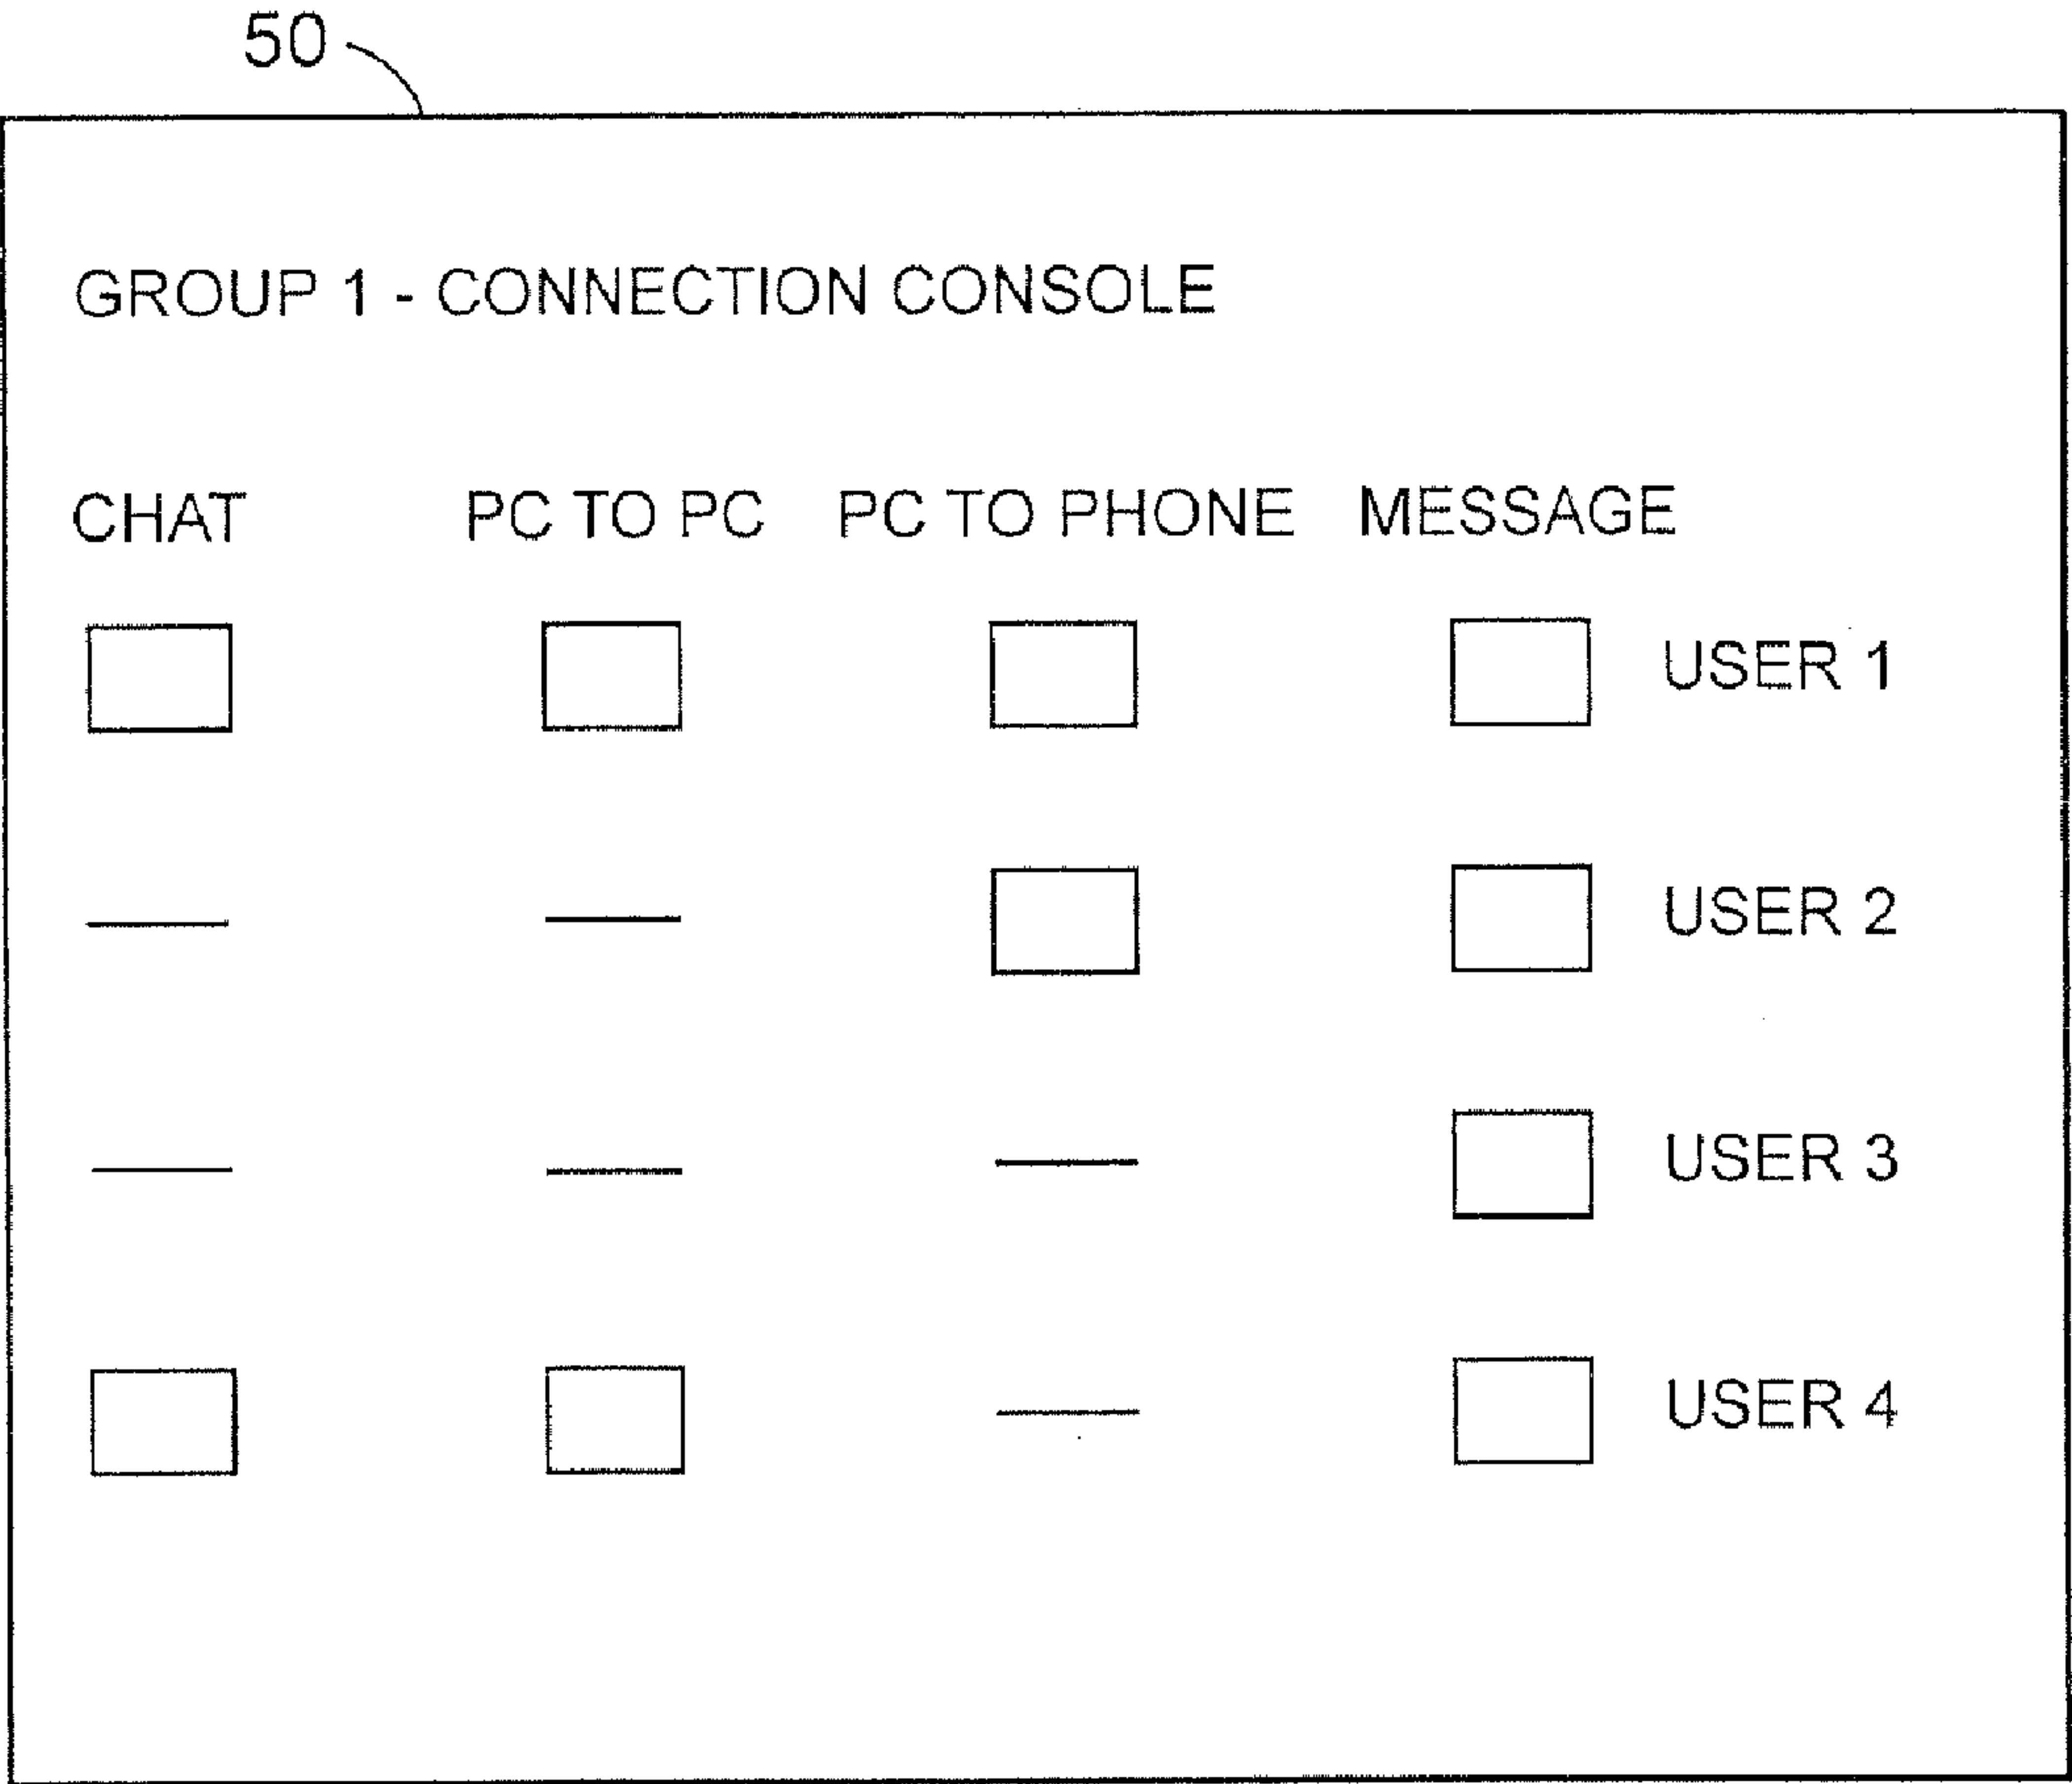 50
GROUP 1 - CONNECTION CONSOLE
CHAT PC TO PC PC TO PHONE MESSAGE
USER 1
USER 2
USER 3
USER 4